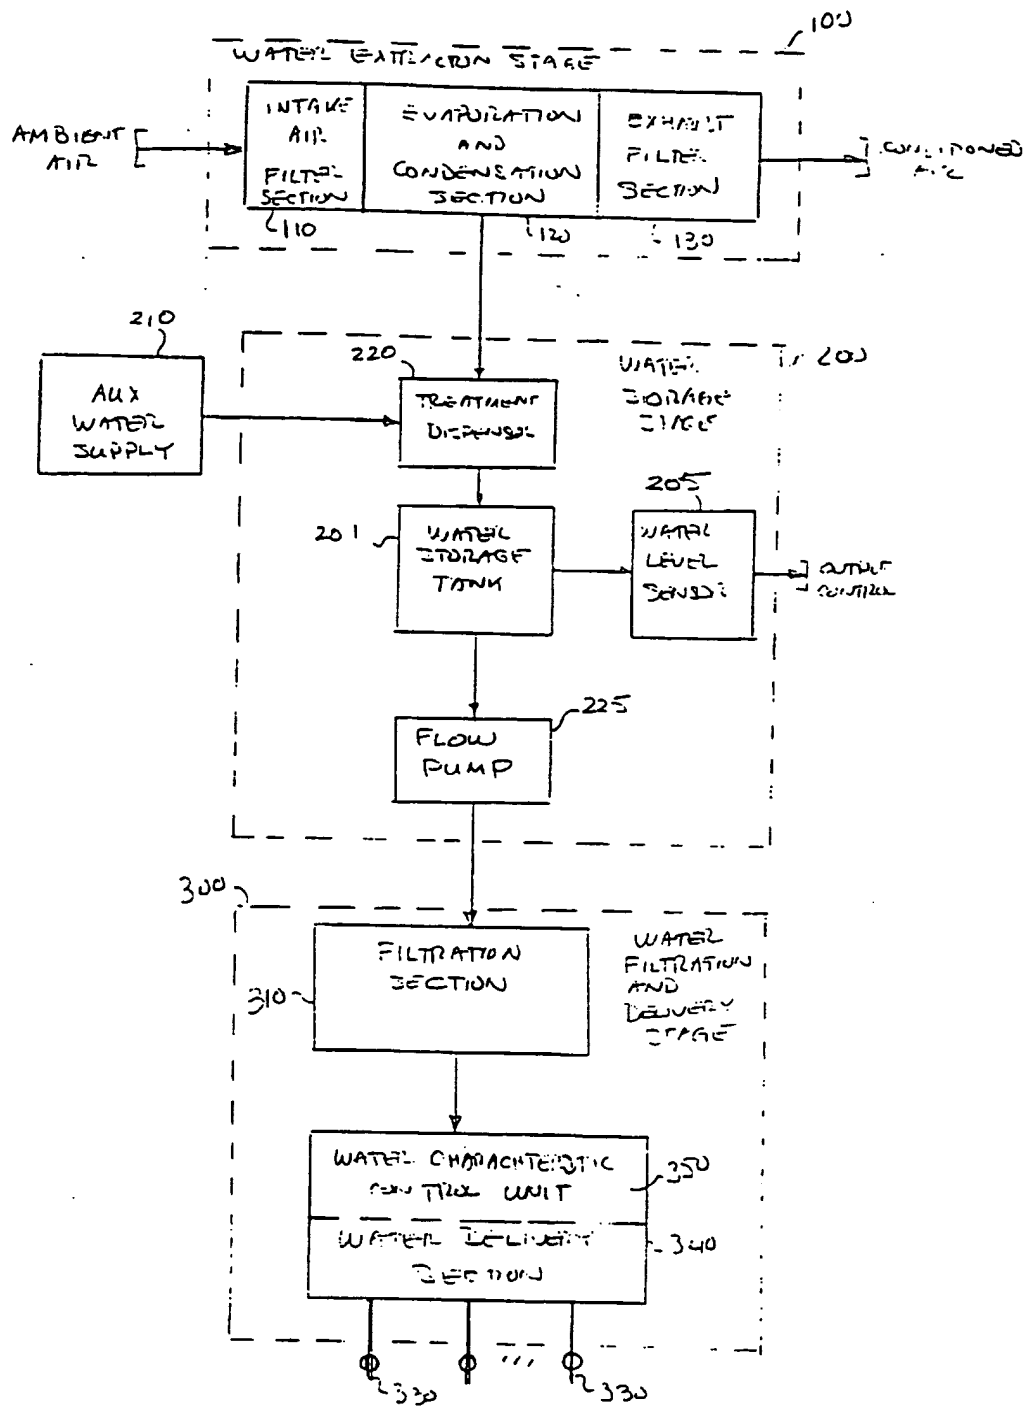 100
WATER EXTRACTION STAGE
AMBIENT
AIR
INTAKE
AIR
FILTER
SECTION
EVAPORATION
AND
CONDENSATION
SECTION
EXHAUST
FILTER
SECTION
CONDITIONED
AIR
110
120
130
210
AUX
WATER
SUPPLY
220
TREATMENT
DISPENSER
WATER
STORAGE
STAGE
200
201
WATER
STORAGE
TANK
205
WATER
LEVEL
SENSOR
OUTPUT
CONTROL
225
FLOW
PUMP
300
FILTRATION
SECTION
310
WATER
FILTRATION
AND
DELIVERY
STAGE
WATER CHARACHTERISTIC
CONTROL UNIT
350
WATER DELIVERY
SECTION
340
330
330